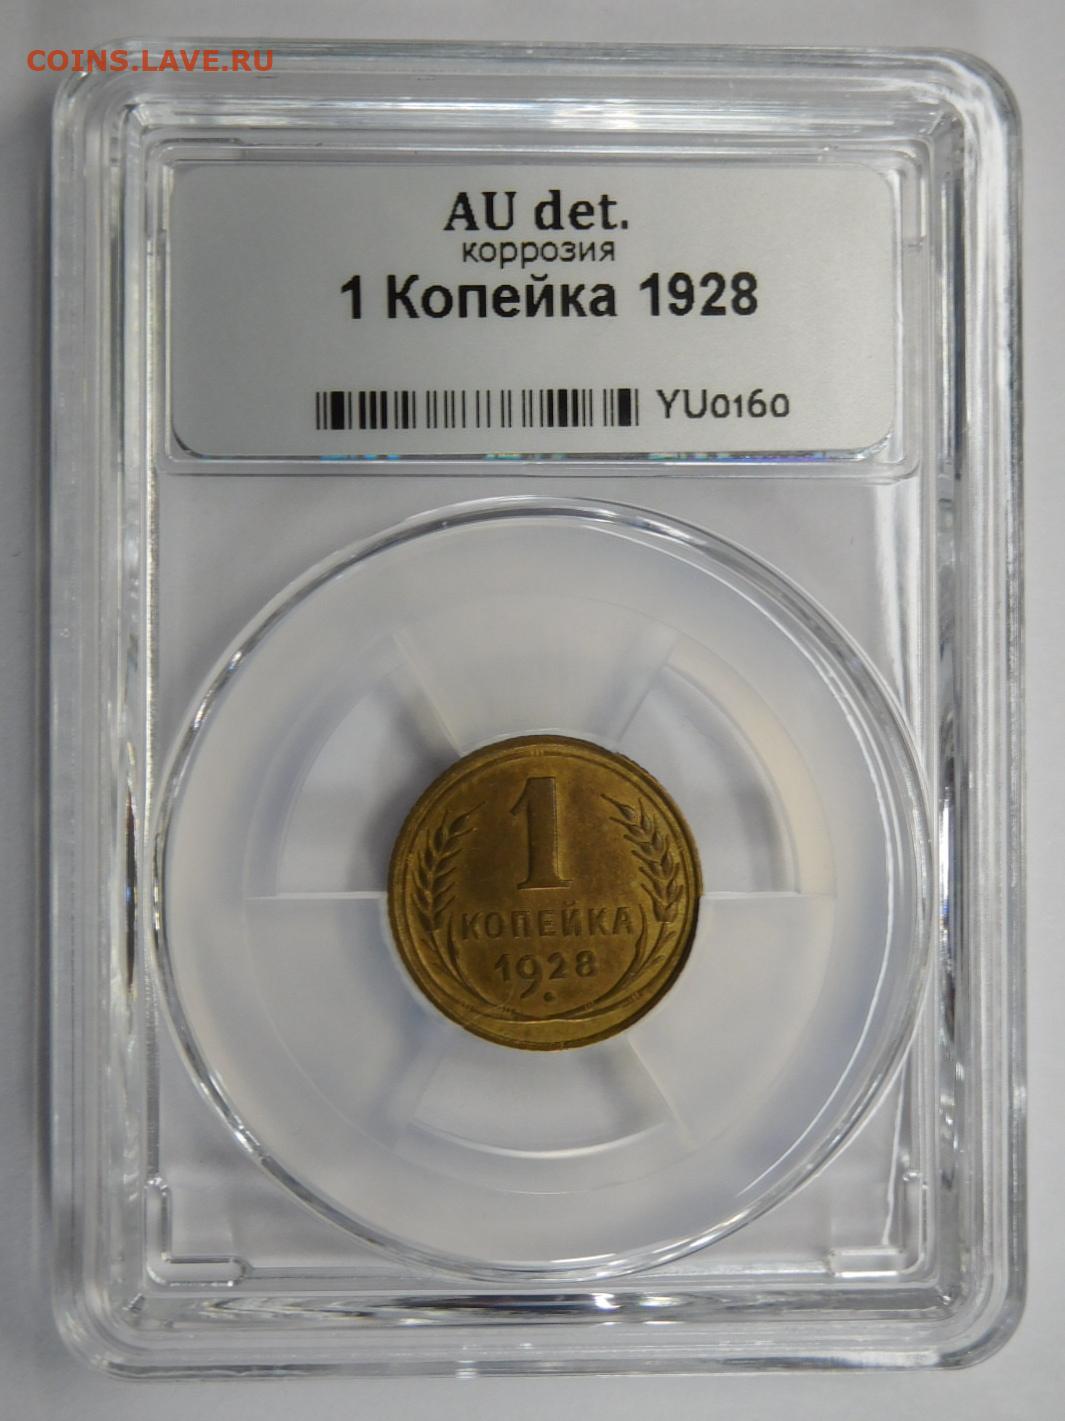 COINS.LAVE.RU
AU det.
коррозия
1 Копейка 1928
YU0160
1
КОПЕЙКА
1928